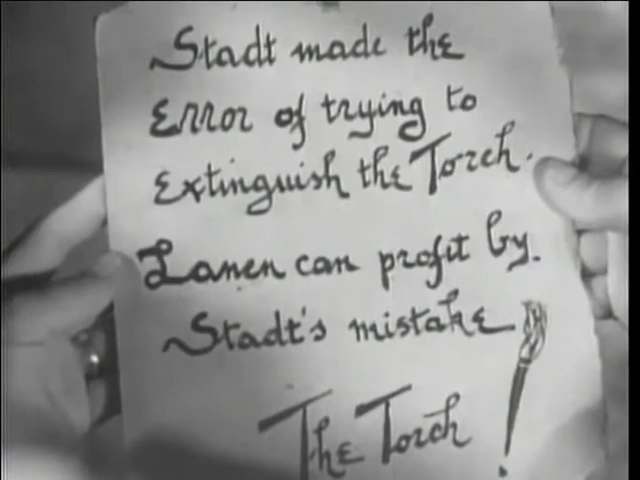 Stadt made the
Error of trying to
Extinguish the Torch.
Lanen can profit by.
Stadt's mistake
The Torch